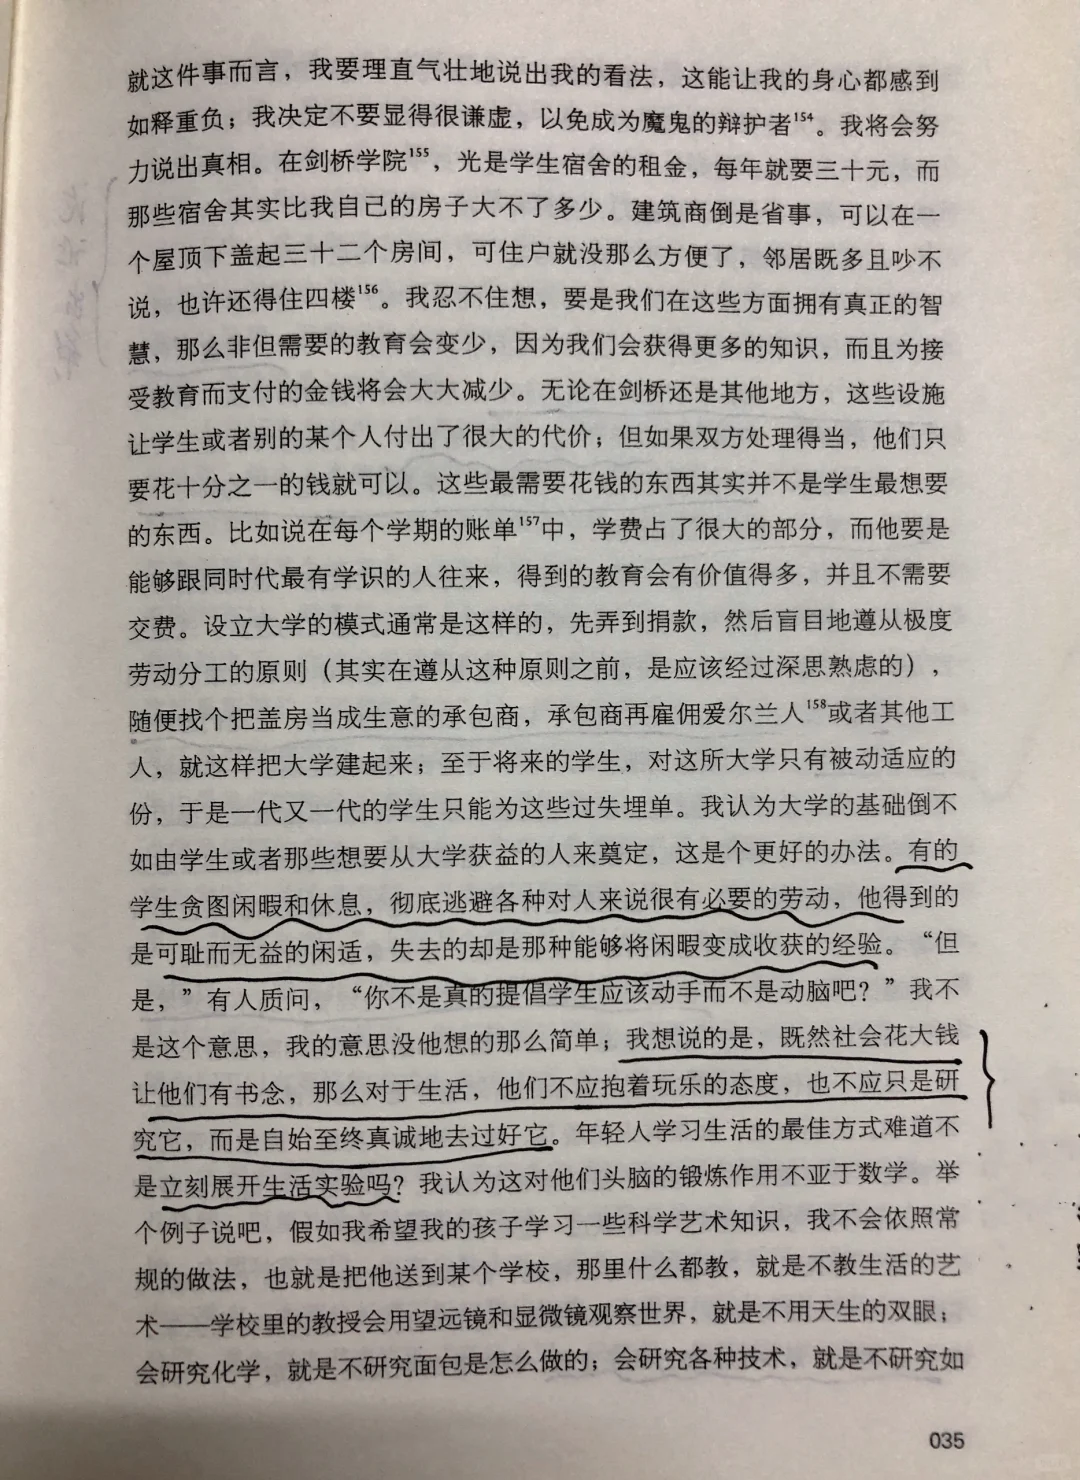 就这件事而言，我要理直气壮地说出我的看法，这能让我的身心都感到
如释重负；我决定不要显得很谦虚，以免成为魔鬼的辩护者154。我将会努
力说出真相。在剑桥学院155，光是学生宿舍的租金，每年就要三十元，而
那些宿舍其实比我自己的房子大不了多少。建筑商倒是省事，可以在一
个屋顶下盖起三十二个房间，可住户就没那么方便了，邻居既多且吵不
说，也许还得住四楼156。我忍不住想，要是我们在这些方面拥有真正的智
慧，那么非但需要的教育会变少，因为我们会获得更多的知识，而且为接
受教育而支付的金钱将会大大减少。无论在剑桥还是其他地方，这些设施
让学生或者别的某个人付出了很大的代价；但如果双方处理得当，他们只
要花十分之一的钱就可以。这些最需要花钱的东西其实并不是学生最想要
的东西。比如说在每个学期的账单157中，学费占了很大的部分，而他要是
能够跟同时代最有学识的人往来，得到的教育会有价值得多，并且不需要
交费。设立大学的模式通常是这样的，先弄到捐款，然后盲目地遵从极度
劳动分工的原则（其实在遵从这种原则之前，是应该经过深思熟虑的），
随便找个把盖房当成生意的承包商，承包商再雇佣爱尔兰人158或者其他工
人，就这样把大学建起来；至于将来的学生，对这所大学只有被动适应的
份，于是一代又一代的学生只能为这些过失埋单。我认为大学的基础倒不
如由学生或者那些想要从大学获益的人来奠定，这是个更好的办法。有的
学生贪图闲暇和休息，彻底逃避各种对人来说很有必要的劳动，他得到的
是可耻而无益的闲适，失去的却是那种能够将闲暇变成收获的经验。“但
是，”有人质问，“你不是真的提倡学生应该动手而不是动脑吧？”我不
是这个意思，我的意思没他想的那么简单；我想说的是，既然社会花大钱
让他们有书念，那么对于生活，他们不应抱着玩乐的态度，也不应只是研
究它，而是自始至终真诚地去过好它。年轻人学习生活的最佳方式难道不
是立刻展开生活实验吗？我认为这对他们头脑的锻炼作用不亚于数学。举
个例子说吧，假如我希望我的孩子学习一些科学艺术知识，我不会依照常
规的做法，也就是把他送到某个学校，那里什么都教，就是不教生活的艺
术——学校里的教授会用望远镜和显微镜观察世界，就是不用天生的双眼；
会研究化学，就是不研究面包是怎么做的；会研究各种技术，就是不研究如
035